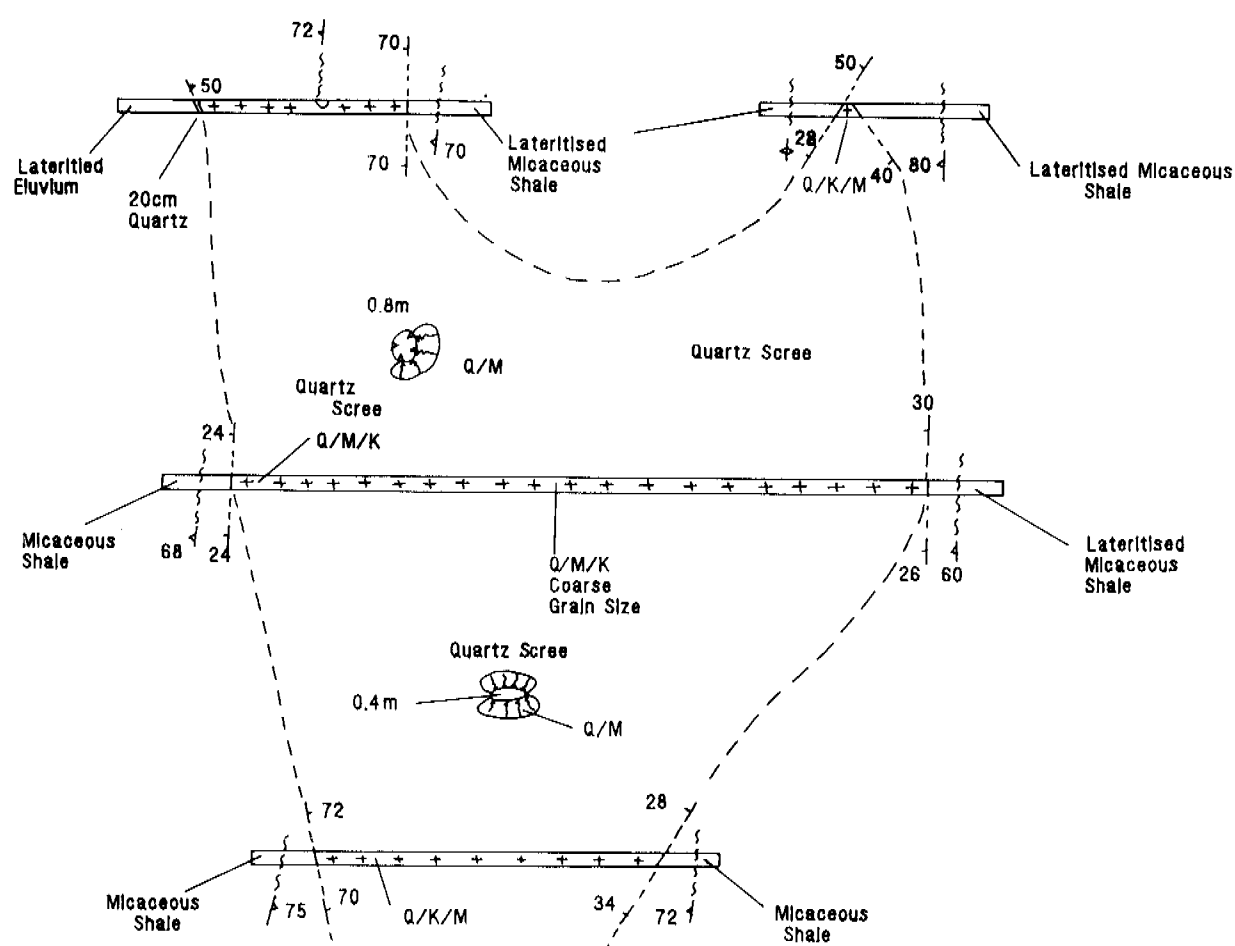 72
70
50
50
Lateritied
Eluvium
20cm
Quartz
70
70
Lateritised
Micaceous
Shale
28
Q/K/M
40
80
Lateritised Micaceous
Shale
0.8m
Q/M
Quartz
Scree
Quartz Scree
24
Q/M/K
30
Micaceous
Shale
68
24
Q/M/K
Coarse
Grain Size
26
60
Lateritised
Micaceous
Shale
Quartz Scree
0.4m
Q/M
72
28
Micaceous
Shale
75
70
Q/K/M
34
72
Micaceous
Shale